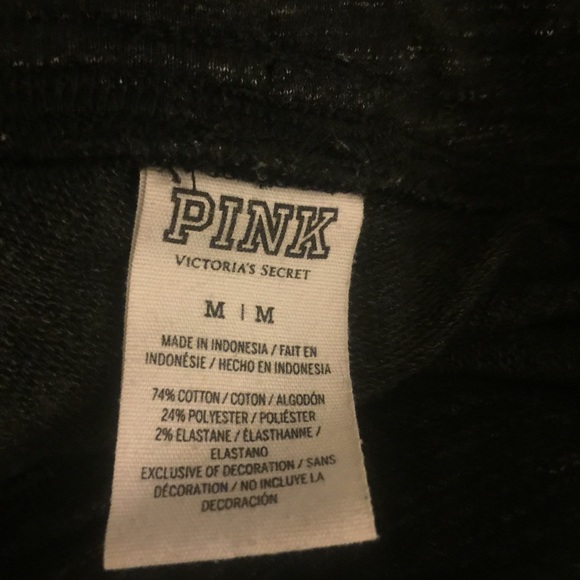 PINK
VICTORIA'S SECRET
M | M
MADE IN INDONESIA / FAIT EN
INDONÉSIE / HECHO EN INDONESIA
74% COTTON / COTON / ALGODÓN
24% POLYESTER / POLIÉSTER
2% ELASTANE / ÉLASTHANNE /
ELASTANO
EXCLUSIVE OF DECORATION / SANS
DÉCORATION / NO INCLUYE LA
DECORACIÓN